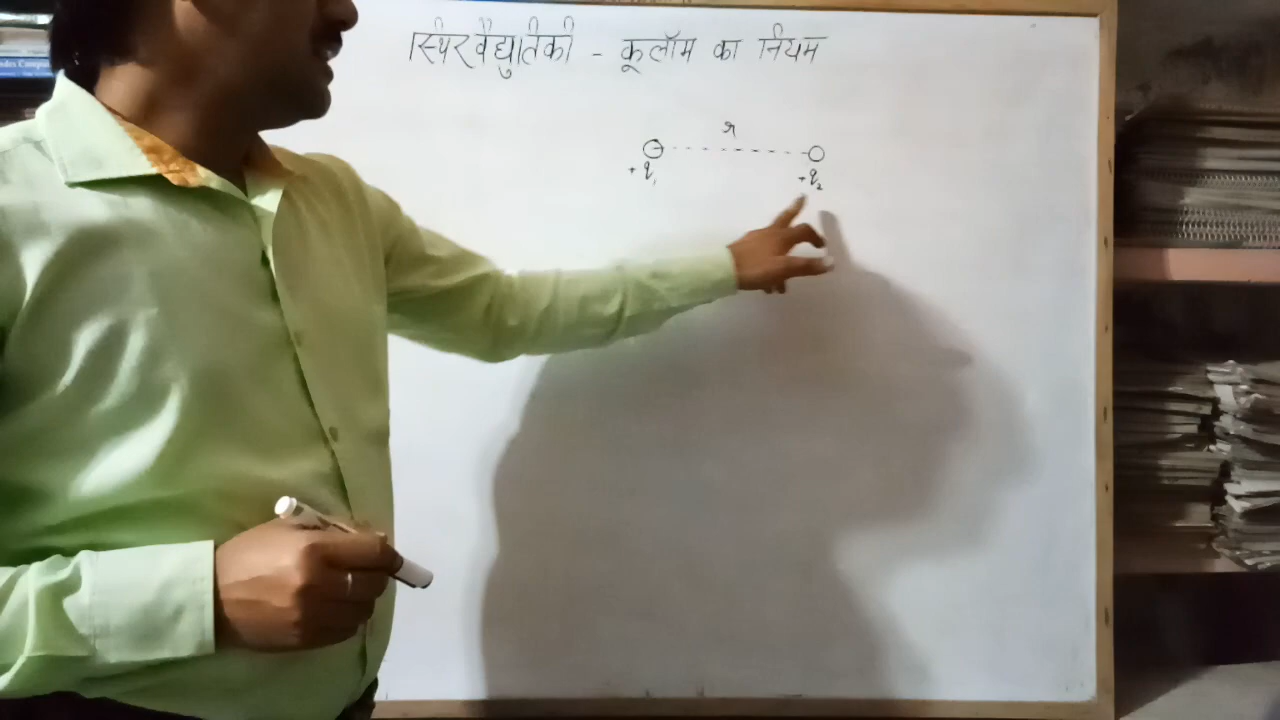 स्थिरवैद्युतिकी - कूलॉम का नियम
r
+q₁ +q₂